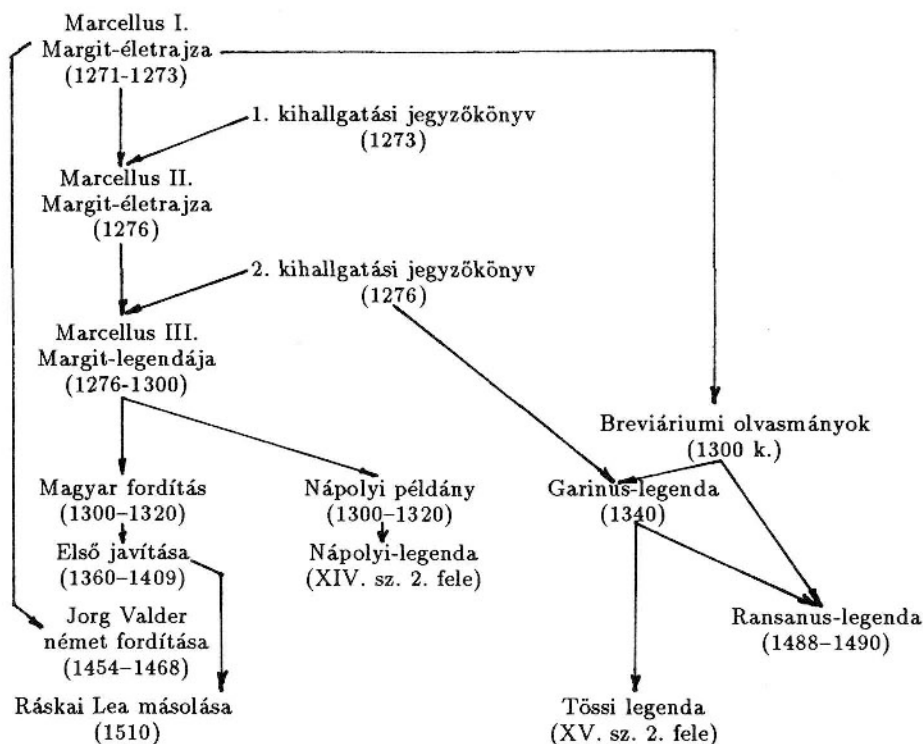 Marcellus I.
Margit-életrajza
(1271-1273)
1. kihallgatási jegyzőkönyv
(1273)
Marcellus II.
Margit-életrajza
(1276)
2. kihallgatási jegyzőkönyv
(1276)
Marcellus III.
Margit-legendája
(1276-1300)
Breviáriumi olvasmányok
(1300 k.)
Magyar fordítás
(1300–1320)
Nápolyi példány
(1300–1320)
Garinus-legenda
(1340)
Első javítása
(1360–1409)
Nápolyi-legenda
(XIV. sz. 2. fele)
Jorg Valder
német fordítása
(1454–1468)
Ransanus-legenda
(1488–1490)
Ráskai Lea másolása
(1510)
Tössi legenda
(XV. sz. 2. fele)